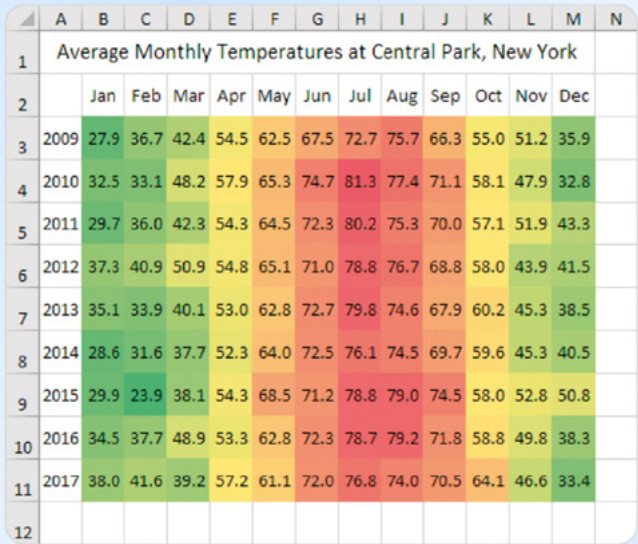 A B C D E F G H I J K L M N
1 Average Monthly Temperatures at Central Park, New York
2 Jan Feb Mar Apr May Jun Jul Aug Sep Oct Nov Dec
3 2009 27.9 36.7 42.4 54.5 62.5 67.5 72.7 75.7 66.3 55.0 51.2 35.9
4 2010 32.5 33.1 48.2 57.9 65.3 74.7 81.3 77.4 71.1 58.1 47.9 32.8
5 2011 29.7 36.0 42.3 54.3 64.5 72.3 80.2 75.3 70.0 57.1 51.9 43.3
6 2012 37.3 40.9 50.9 54.8 65.1 71.0 78.8 76.7 68.8 58.0 43.9 41.5
7 2013 35.1 33.9 40.1 53.0 62.8 72.7 79.8 74.6 67.9 60.2 45.3 38.5
8 2014 28.6 31.6 37.7 52.3 64.0 72.5 76.1 74.5 69.7 59.6 45.3 40.5
9 2015 29.9 23.9 38.1 54.3 68.5 71.2 78.8 79.0 74.5 58.0 52.8 50.8
10 2016 34.5 37.7 48.9 53.3 62.8 72.3 78.7 79.2 71.8 58.8 49.8 38.3
11 2017 38.0 41.6 39.2 57.2 61.1 72.0 76.8 74.0 70.5 64.1 46.6 33.4
12